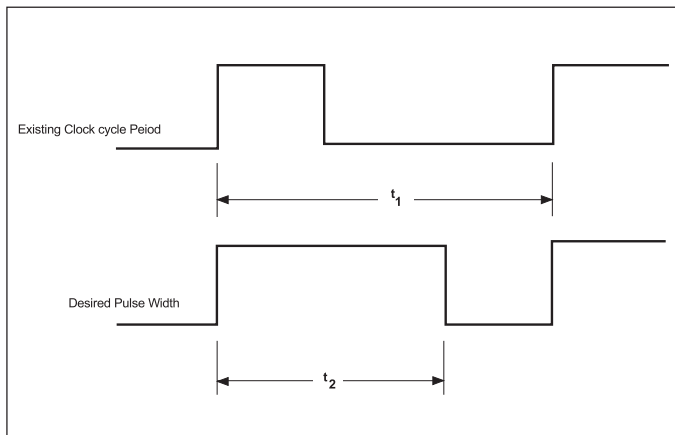 Existing Clock cycle Peiod
t1
Desired Pulse Width
t2